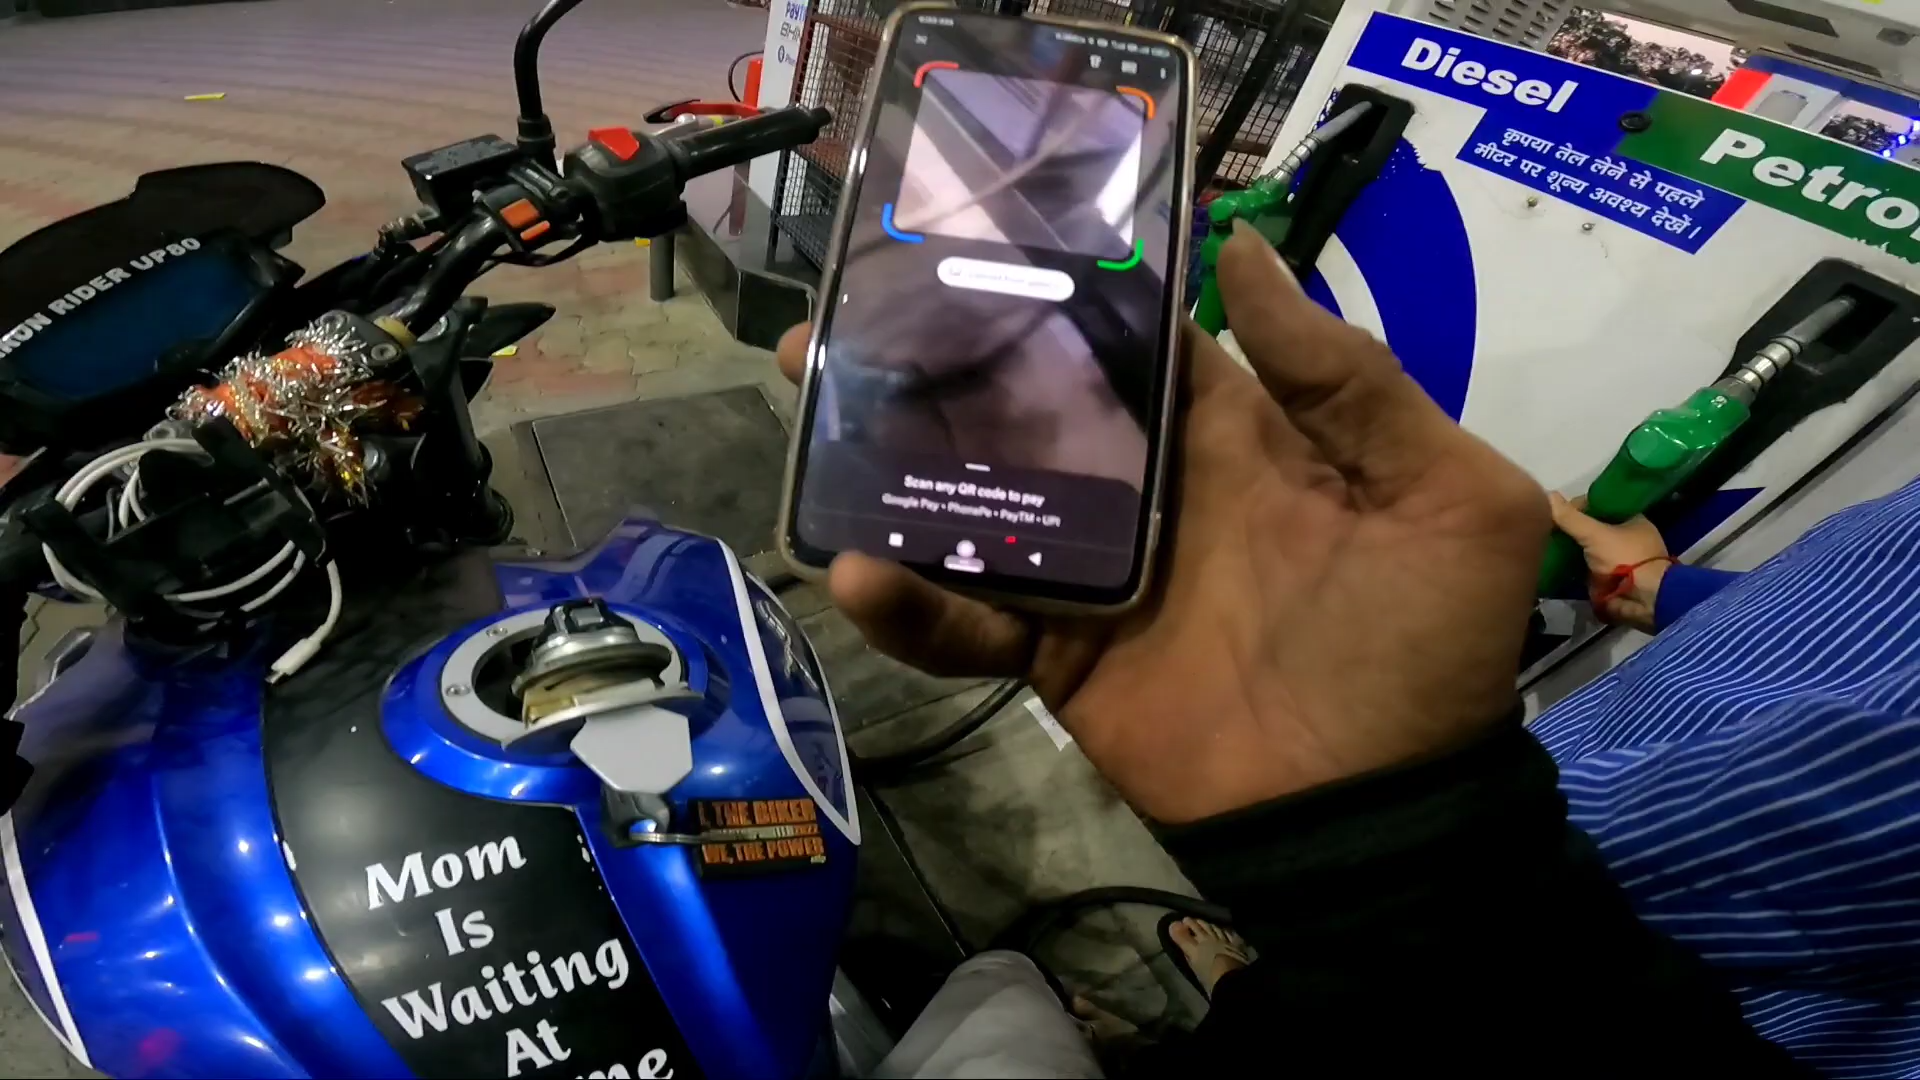 Diesel
Petro
कृपया तेल लेने से पहले
मीटर पर शून्य अवश्य देखें।
RIDER UP80
Scan any QR code to pay
Google Pay • PhonePe • PayTM • UPI
I, THE BIKER
WE, THE POWER
Mom
Is
Waiting
At